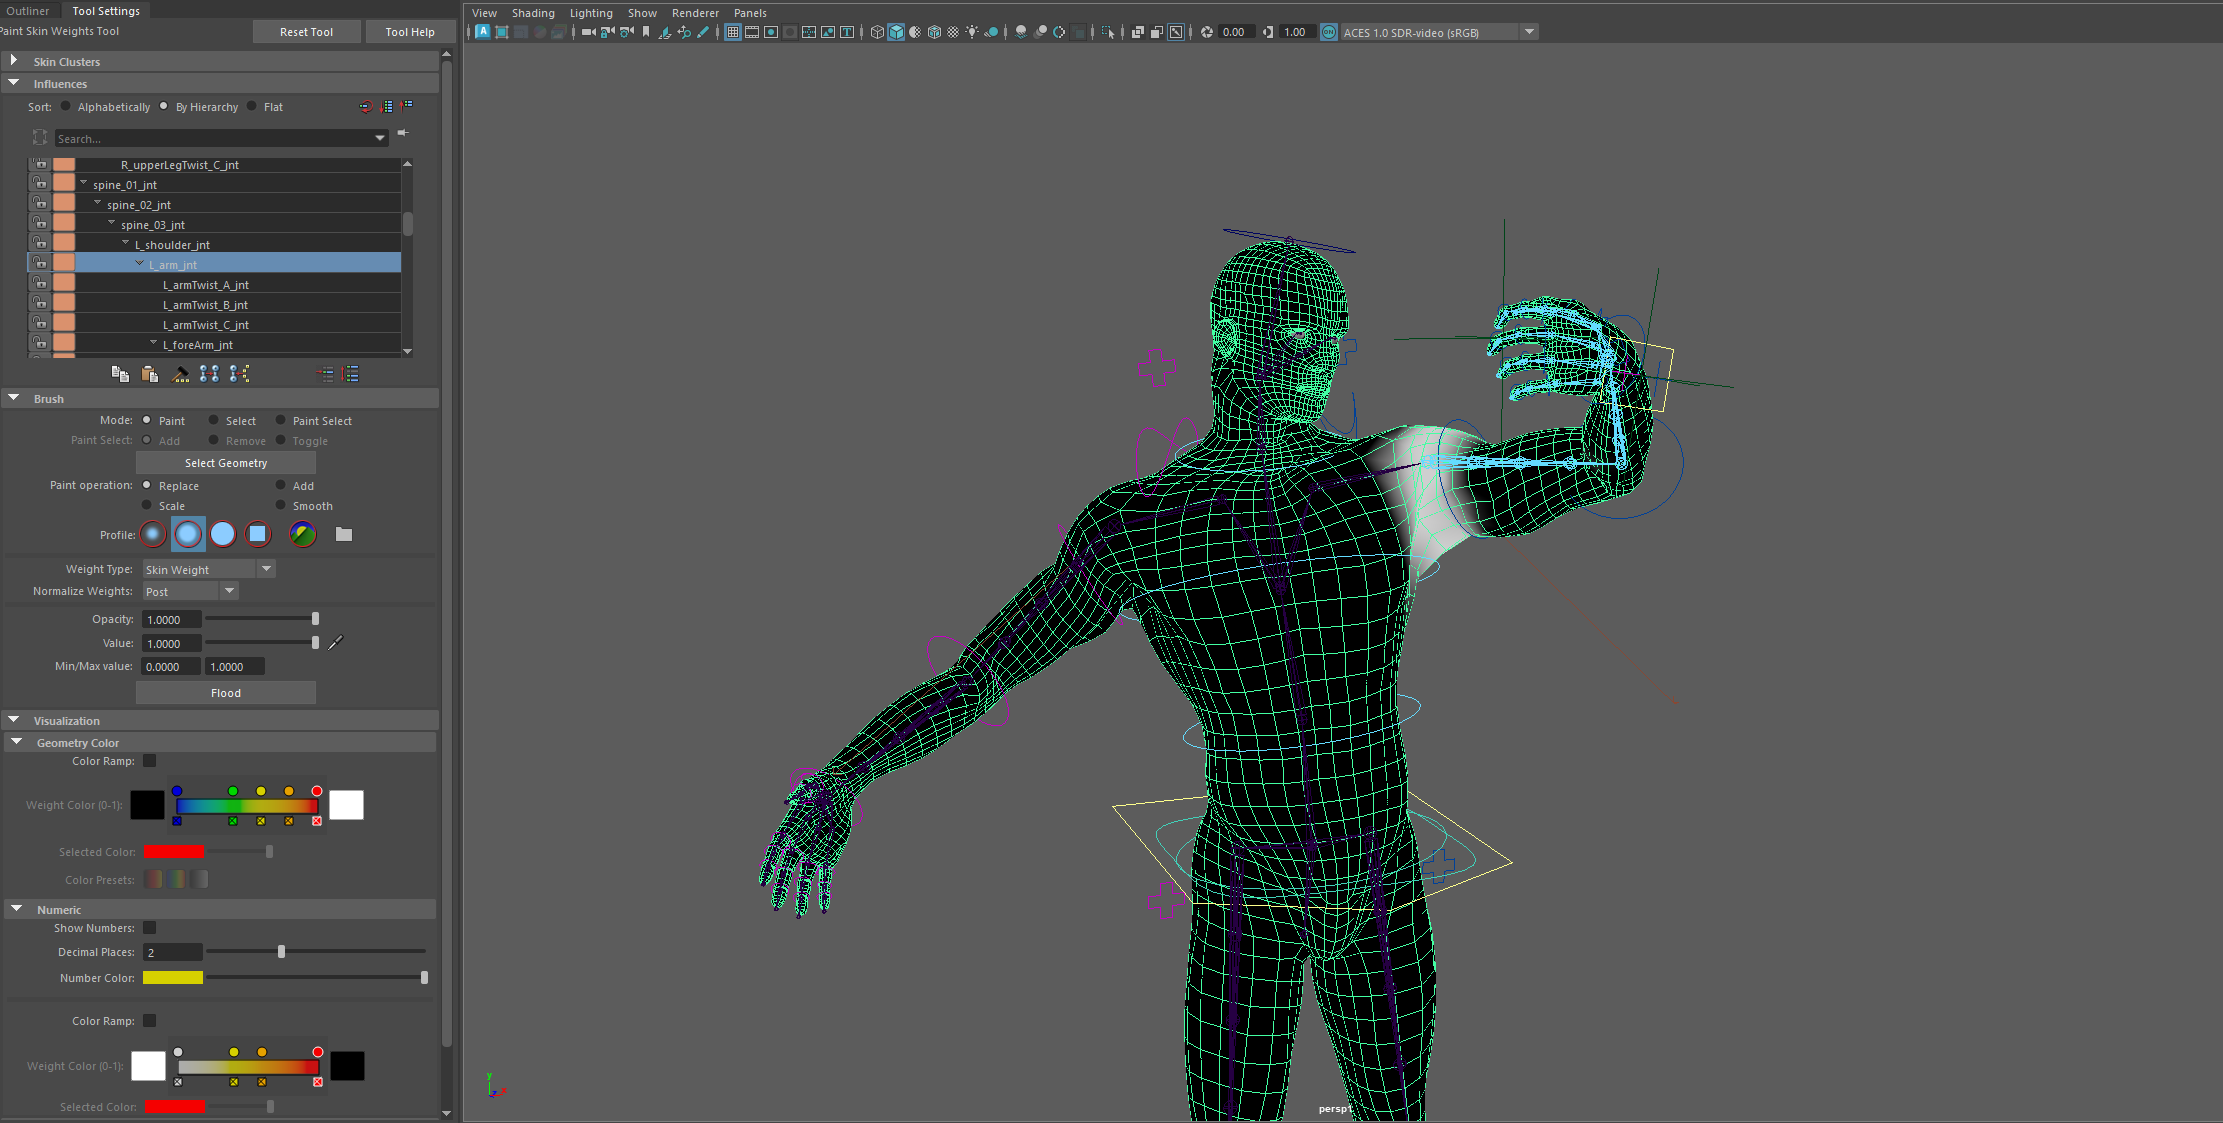 Outliner Tool Settings
Paint Skin Weights Tool Reset Tool Tool Help
Skin Clusters
Influences
Sort: Alphabetically By Hierarchy Flat
Search...
R_upperLegTwist_C_jnt
spine_01_jnt
spine_02_jnt
spine_03_jnt
L_shoulder_jnt
L_arm_jnt
L_armTwist_A_jnt
L_armTwist_B_jnt
L_armTwist_C_jnt
L_foreArm_jnt
Brush
Mode: Paint Select Paint Select
Paint Select: Add Remove Toggle
Select Geometry
Paint operation: Replace Add
Scale Smooth
Profile:
Weight Type: Skin Weight
Normalize Weights: Post
Opacity: 1.0000
Value: 1.0000
Min/Max value: 0.0000 1.0000
Flood
Visualization
Geometry Color
Color Ramp:
Weight Color (0-1):
Selected Color:
Color Presets:
Numeric
Show Numbers:
Decimal Places: 2
Number Color:
Color Ramp:
Weight Color (0-1):
Selected Color:
View Shading Lighting Show Renderer Panels
0.00 1.00 ON ACES 1.0 SDR-video (sRGB)
y
z x
persp1